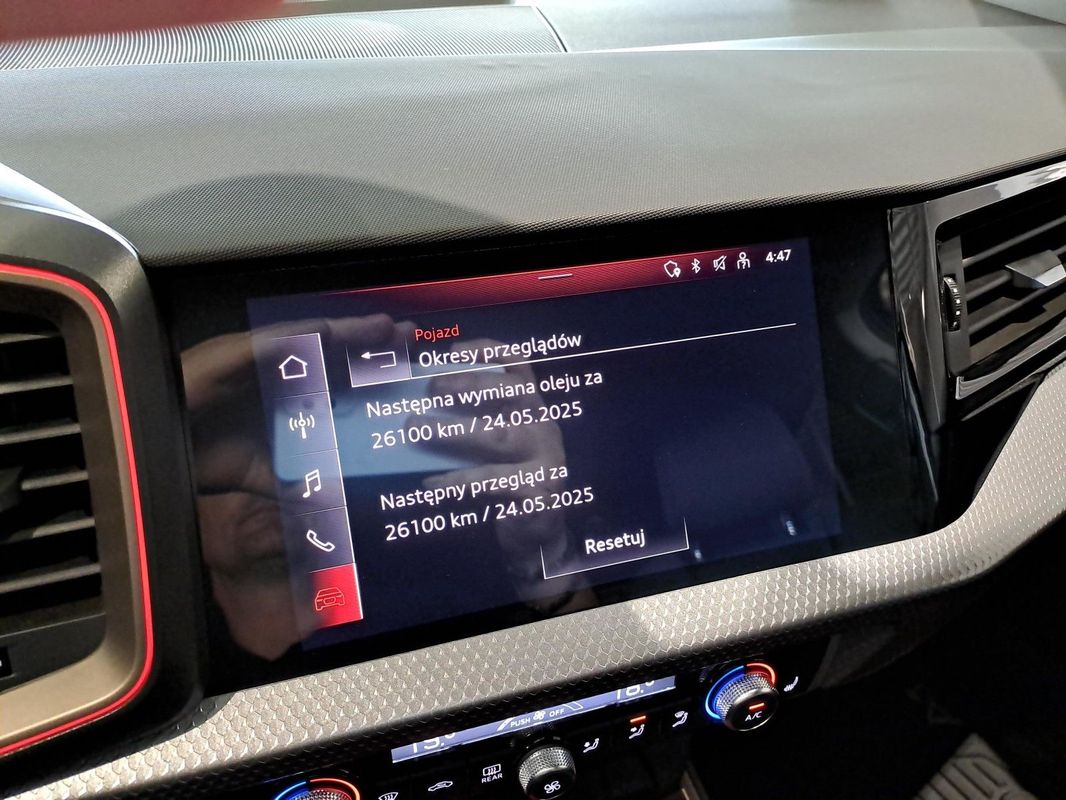 4:47
Pojazd
Okresy przeglądów
Następna wymiana oleju za
26100 km / 24.05.2025
Następny przegląd za
26100 km / 24.05.2025
Resetuj
PUSH OFF
A/C
REAR